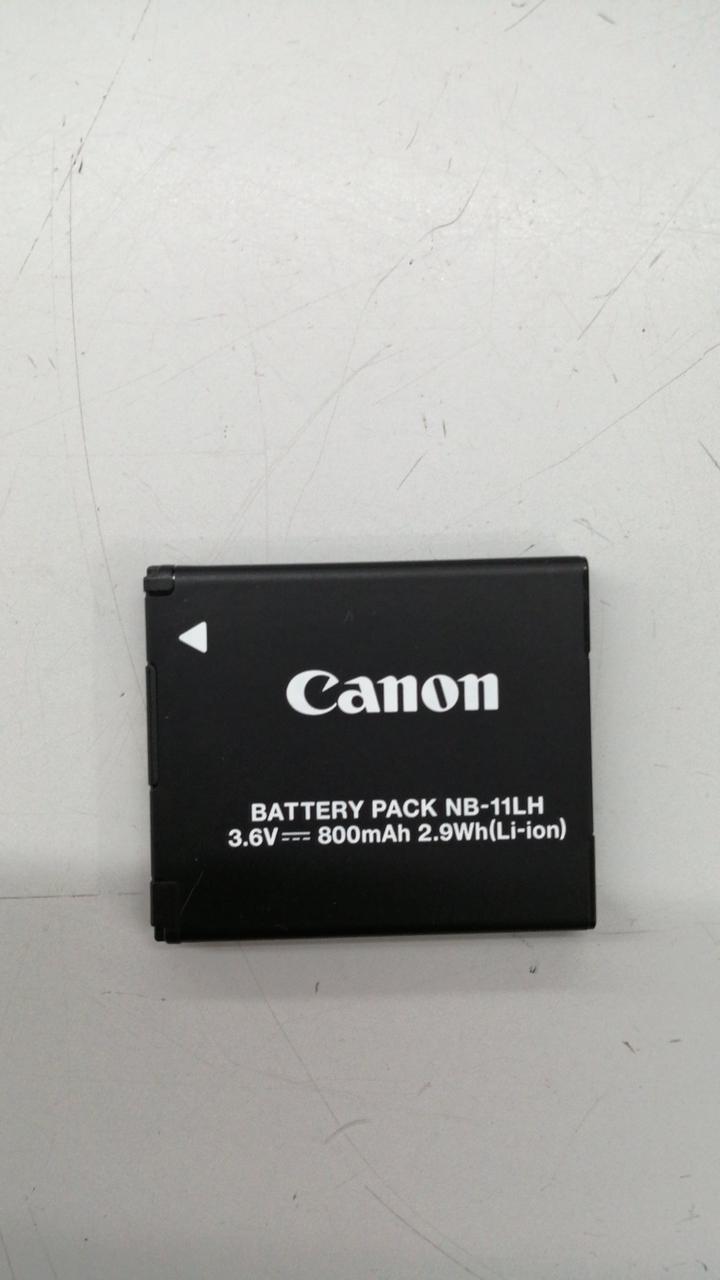 Canon
BATTERY PACK NB-11LH
3.6V⎓800mAh 2.9Wh(Li-ion)